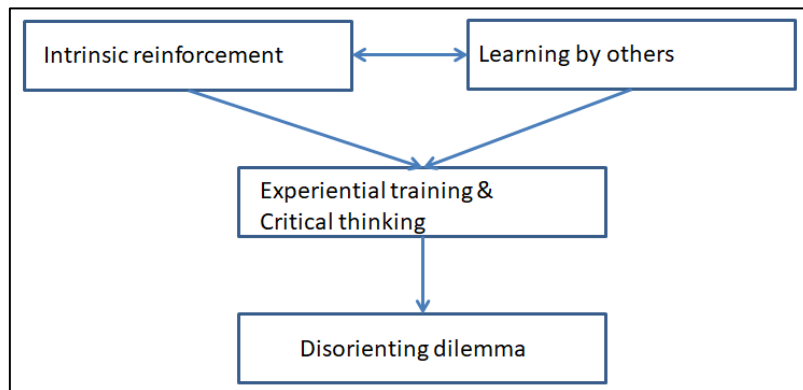 Intrinsic reinforcement
Learning by others
Experiential training &
Critical thinking
Disorienting dilemma